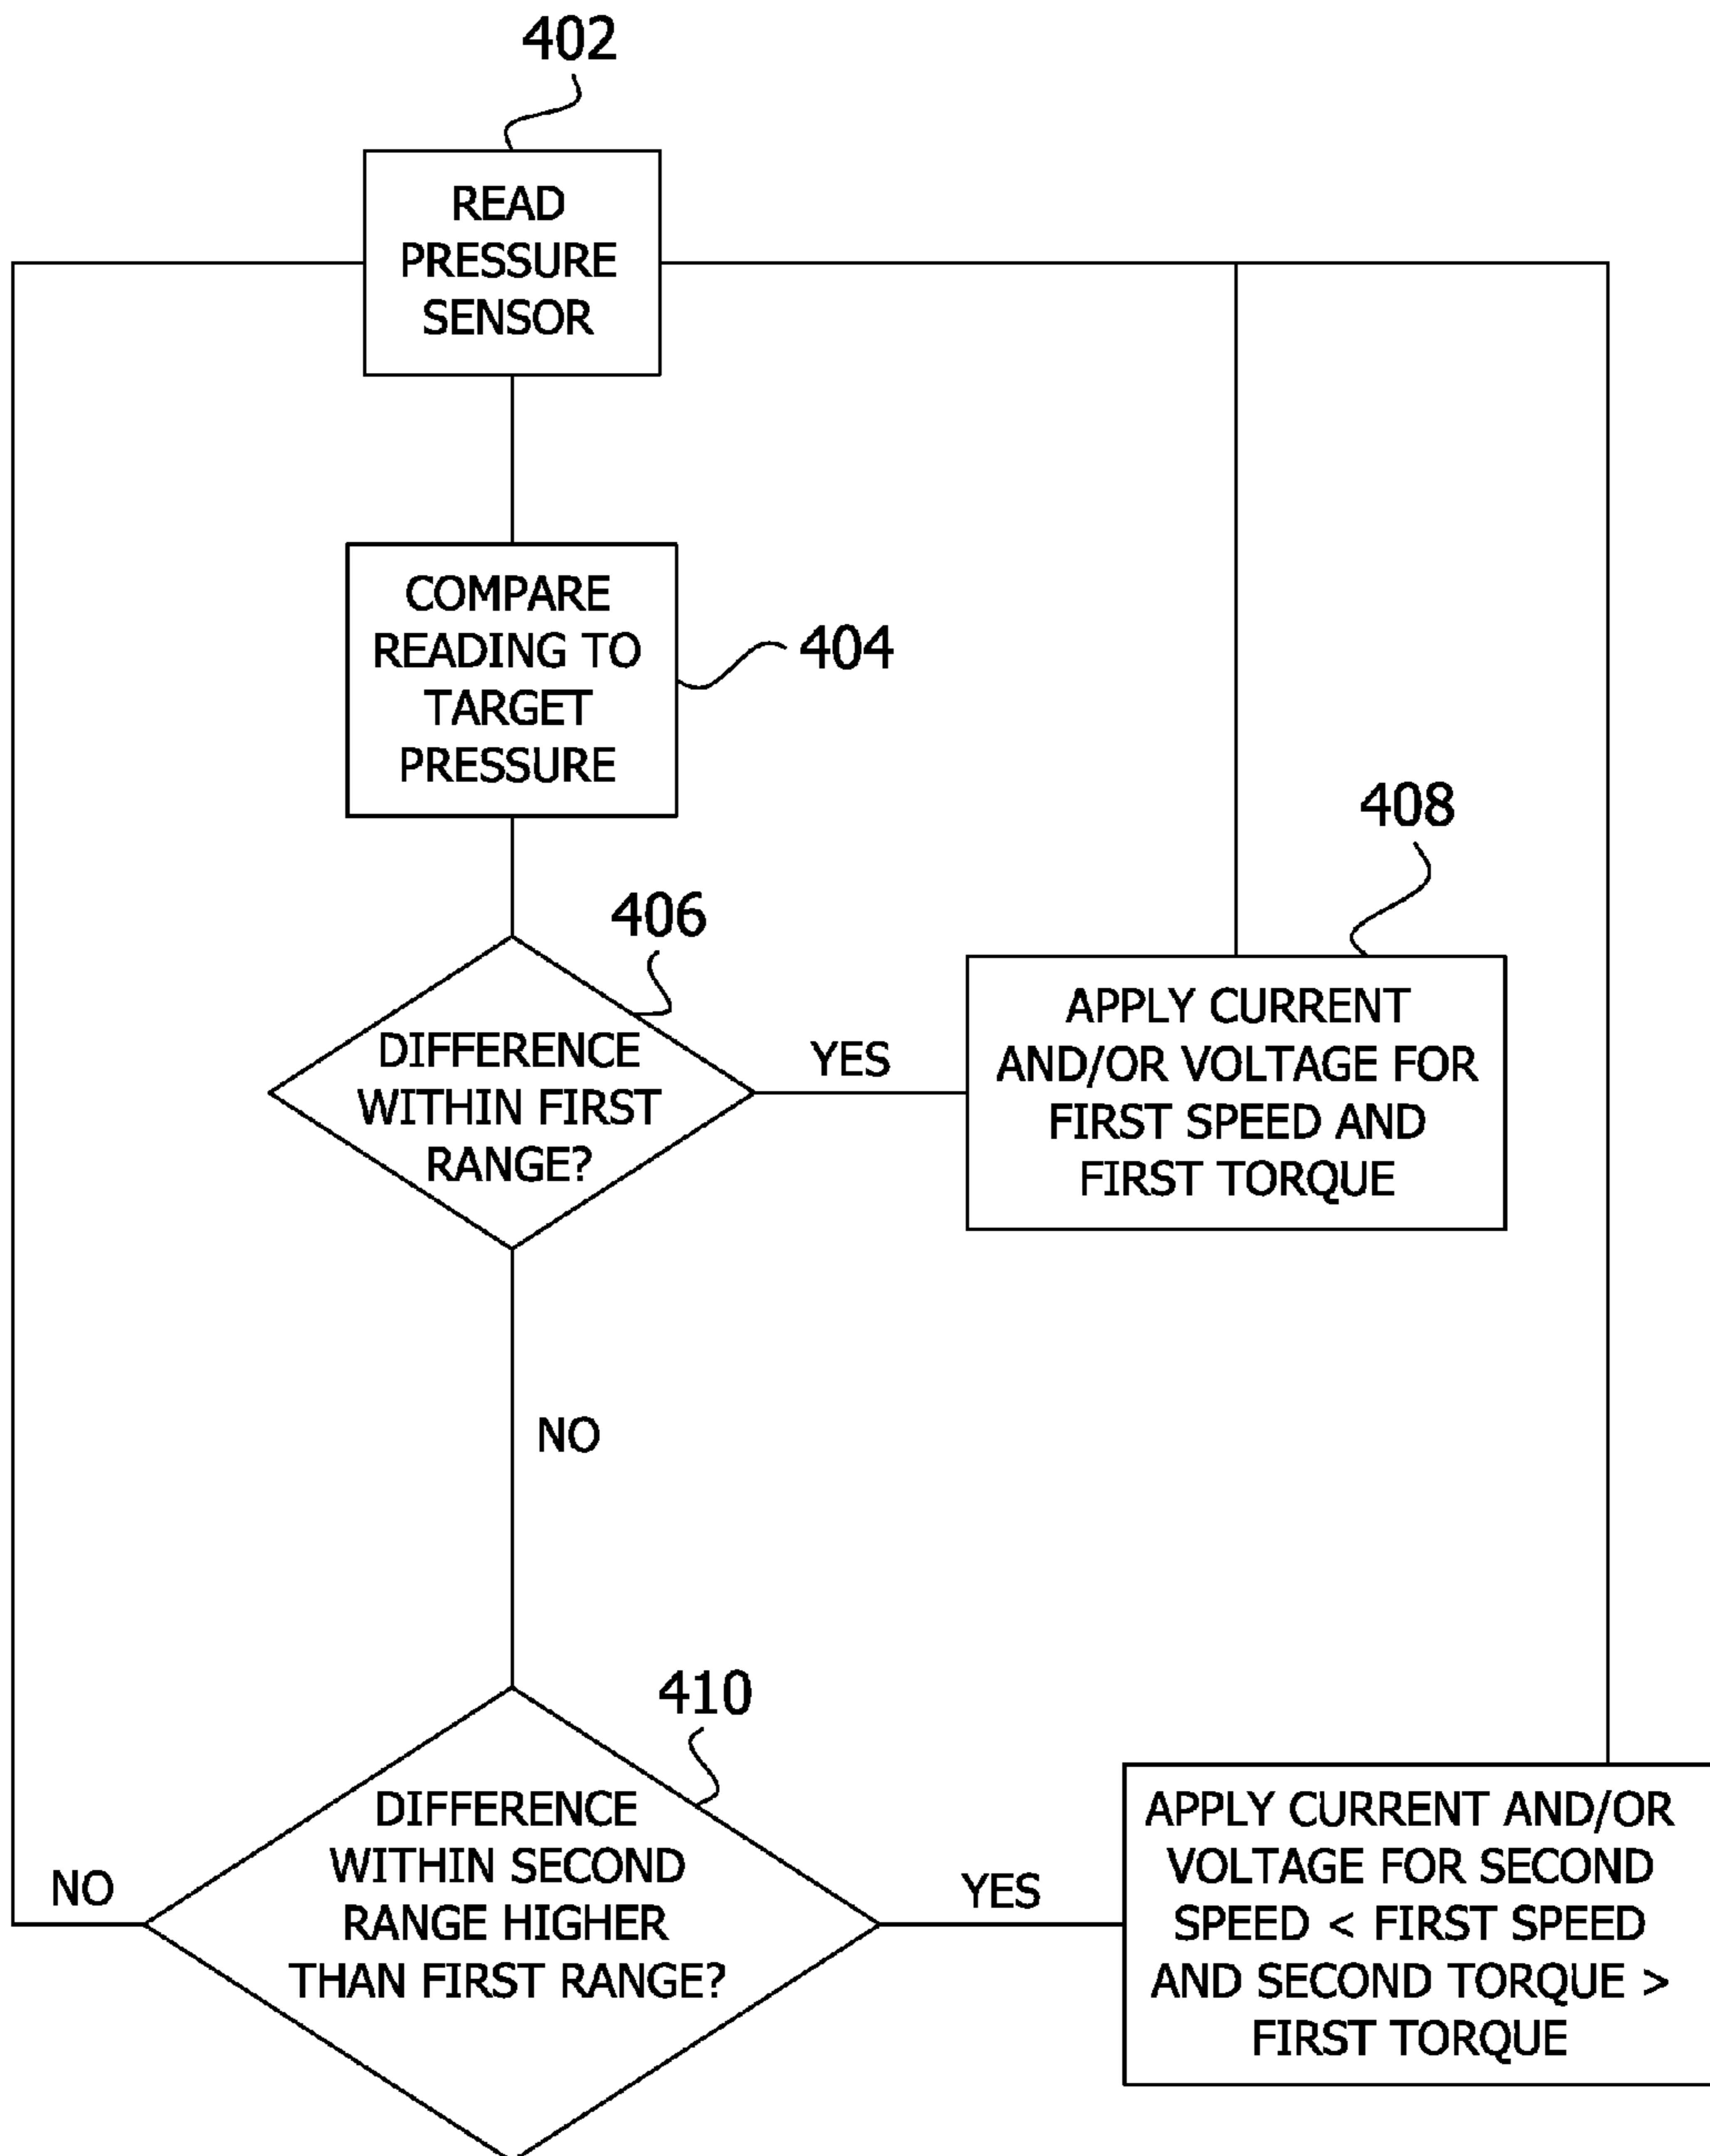 402
READ
PRESSURE
SENSOR
COMPARE
READING TO
TARGET
PRESSURE
404
408
406
DIFFERENCE
WITHIN FIRST
RANGE?
YES
APPLY CURRENT
AND/OR VOLTAGE FOR
FIRST SPEED AND
FIRST TORQUE
NO
410
DIFFERENCE
WITHIN SECOND
RANGE HIGHER
THAN FIRST RANGE?
NO
YES
APPLY CURRENT AND/OR
VOLTAGE FOR SECOND
SPEED < FIRST SPEED
AND SECOND TORQUE >
FIRST TORQUE